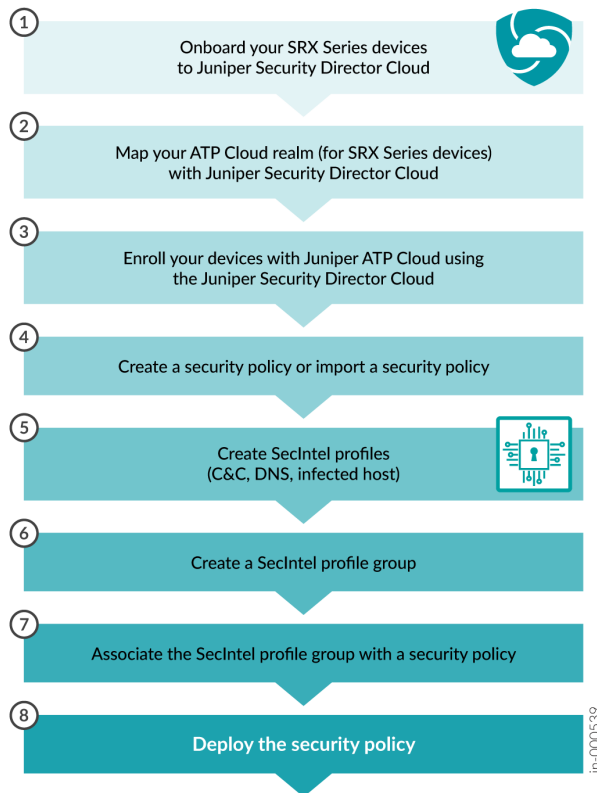 1
Onboard your SRX Series devices
to Juniper Security Director Cloud
2
Map your ATP Cloud realm (for SRX Series devices)
with Juniper Security Director Cloud
3
Enroll your devices with Juniper ATP Cloud using
the Juniper Security Director Cloud
4
Create a security policy or import a security policy
5
Create SecIntel profiles
(C&C, DNS, infected host)
6
Create a SecIntel profile group
7
Associate the SecIntel profile group with a security policy
8
Deploy the security policy
jn-000539